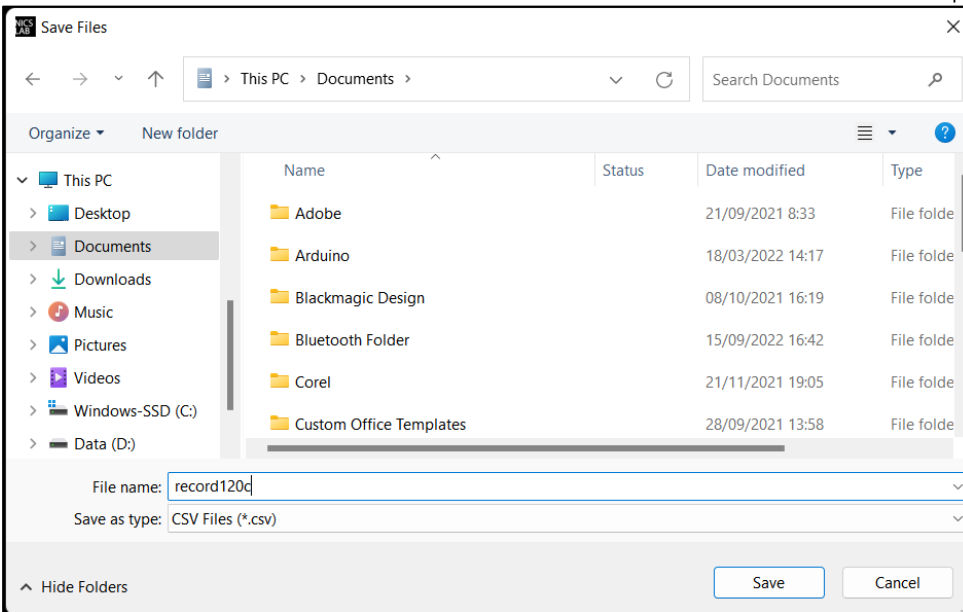 NICS
LAB
Save Files
This PC > Documents >
Search Documents
Organize
New folder
?
Name Status Date modified Type
This PC
Desktop
Documents
Downloads
Music
Pictures
Videos
Windows-SSD (C:)
Data (D:)
Adobe 21/09/2021 8:33 File folde
Arduino 18/03/2022 14:17 File folde
Blackmagic Design 08/10/2021 16:19 File folde
Bluetooth Folder 15/09/2022 16:42 File folde
Corel 21/11/2021 19:05 File folde
Custom Office Templates 28/09/2021 13:58 File folde
File name: record120c
Save as type: CSV Files (*.csv)
Hide Folders
Save
Cancel